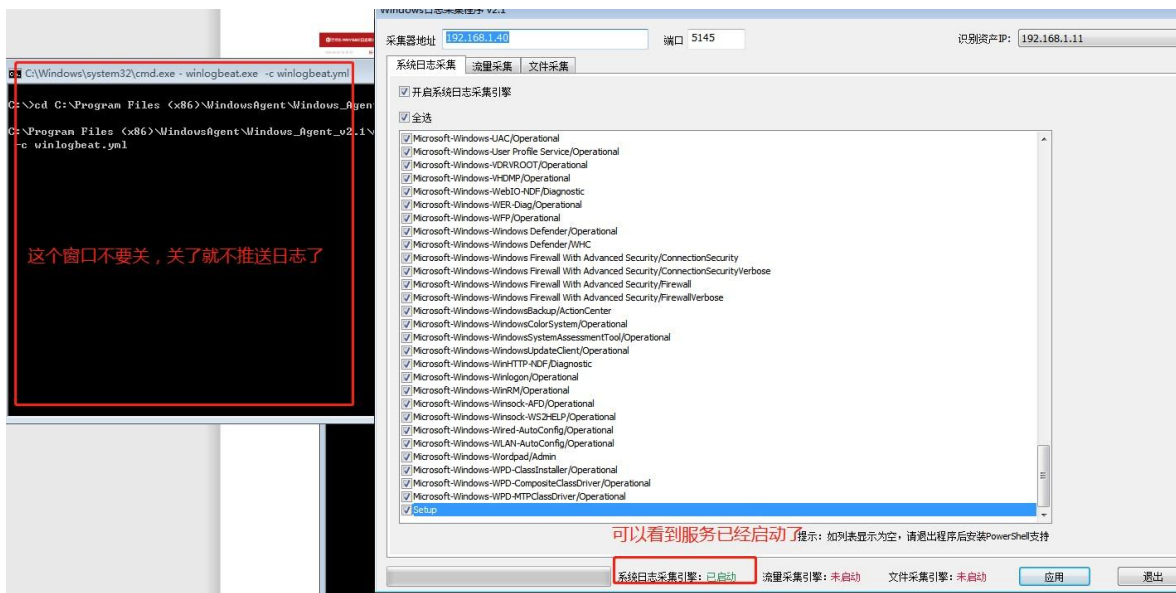 Windows日志采集程序 v2.1
采集器地址 192.168.1.40 端口 5145 识别资产IP: 192.168.1.11
系统日志采集 流量采集 文件采集
C:\Windows\system32\cmd.exe - winlogbeat.exe -c winlogbeat.yml
C:\>cd C:\Program Files (x86)\WindowsAgent\Windows_Agen
C:\Program Files (x86)\WindowsAgent\Windows_Agent_v2.1\
-c winlogbeat.yml
这个窗口不要关，关了就不推送日志了
开启系统日志采集引擎
全选
Microsoft-Windows-UAC/Operational
Microsoft-Windows-User Profile Service/Operational
Microsoft-Windows-VDRVROOT/Operational
Microsoft-Windows-VHDMP/Operational
Microsoft-Windows-WebIO-NDF/Diagnostic
Microsoft-Windows-WER-Diag/Operational
Microsoft-Windows-WFP/Operational
Microsoft-Windows-Windows Defender/Operational
Microsoft-Windows-Windows Defender/WHC
Microsoft-Windows-Windows Firewall With Advanced Security/ConnectionSecurity
Microsoft-Windows-Windows Firewall With Advanced Security/ConnectionSecurityVerbose
Microsoft-Windows-Windows Firewall With Advanced Security/Firewall
Microsoft-Windows-Windows Firewall With Advanced Security/FirewallVerbose
Microsoft-Windows-WindowsBackup/ActionCenter
Microsoft-Windows-WindowsColorSystem/Operational
Microsoft-Windows-WindowsSystemAssessmentTool/Operational
Microsoft-Windows-WindowsUpdateClient/Operational
Microsoft-Windows-WinHTTP-NDF/Diagnostic
Microsoft-Windows-Winlogon/Operational
Microsoft-Windows-WinRM/Operational
Microsoft-Windows-Winsock-AFD/Operational
Microsoft-Windows-Winsock-WS2HELP/Operational
Microsoft-Windows-Wired-AutoConfig/Operational
Microsoft-Windows-WLAN-AutoConfig/Operational
Microsoft-Windows-Wordpad/Admin
Microsoft-Windows-WPD-ClassInstaller/Operational
Microsoft-Windows-WPD-CompositeClassDriver/Operational
Microsoft-Windows-WPD-MTPClassDriver/Operational
Setup
可以看到服务已经启动了
提示：如列表显示为空，请退出程序后安装PowerShell支持
系统日志采集引擎：已启动 流量采集引擎：未启动 文件采集引擎：未启动 应用 退出